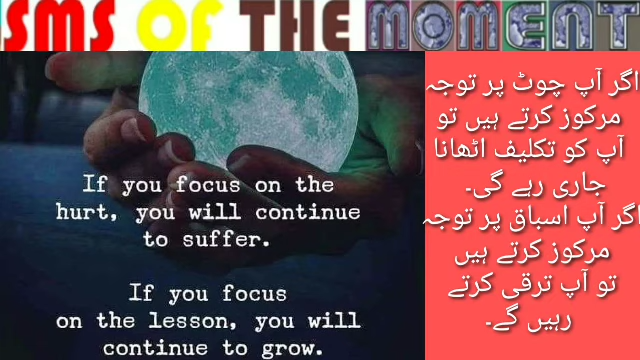 SMS OF THE MOMENT
If you focus on the
hurt, you will continue
to suffer.
If you focus
on the lesson, you will
continue to grow.
اگر آپ چوٹ پر توجہ
مرکوز کرتے ہیں تو
آپ کو تکلیف اٹھانا
جاری رہے گی۔
اگر آپ اسباق پر توجہ
مرکوز کرتے ہیں
تو آپ ترقی کرتے
رہیں گے۔